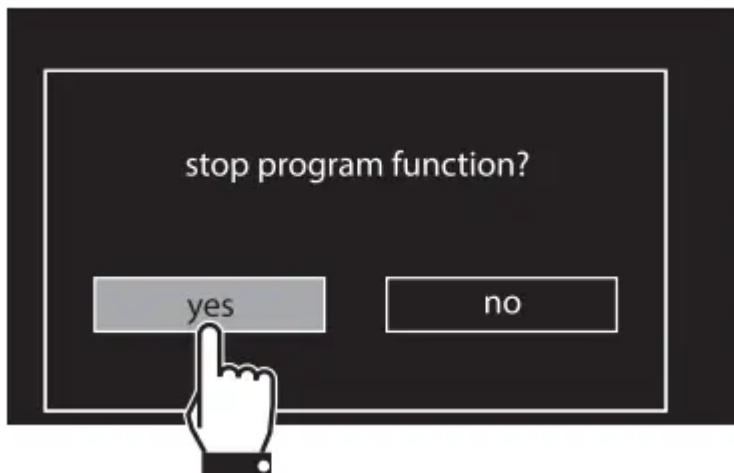 stop program function?
yes
no